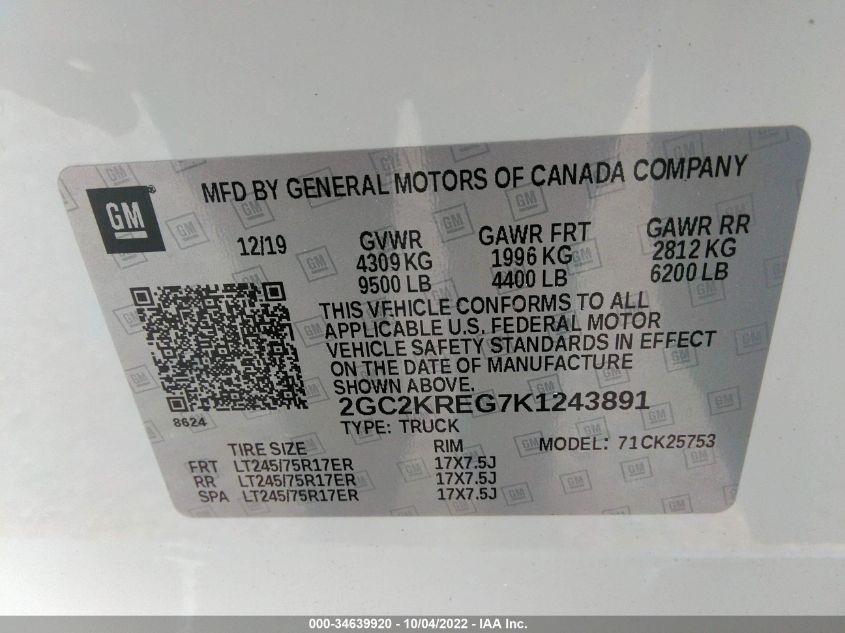 MFD BY GENERAL MOTORS OF CANADA COMPANY
GM
12/19 GVWR GAWR FRT GAWR RR
4309 KG 1996 KG 2812 KG
9500 LB 4400 LB 6200 LB
THIS VEHICLE CONFORMS TO ALL
APPLICABLE U.S. FEDERAL MOTOR
VEHICLE SAFETY STANDARDS IN EFFECT
ON THE DATE OF MANUFACTURE
SHOWN ABOVE.
8624
2GC2KREG7K1243891
TYPE: TRUCK
TIRE SIZE RIM MODEL: 71CK25753
FRT LT245/75R17ER 17X7.5J
RR LT245/75R17ER 17X7.5J
SPA LT245/75R17ER 17X7.5J
000-34639920 - 10/04/2022 - IAA Inc.